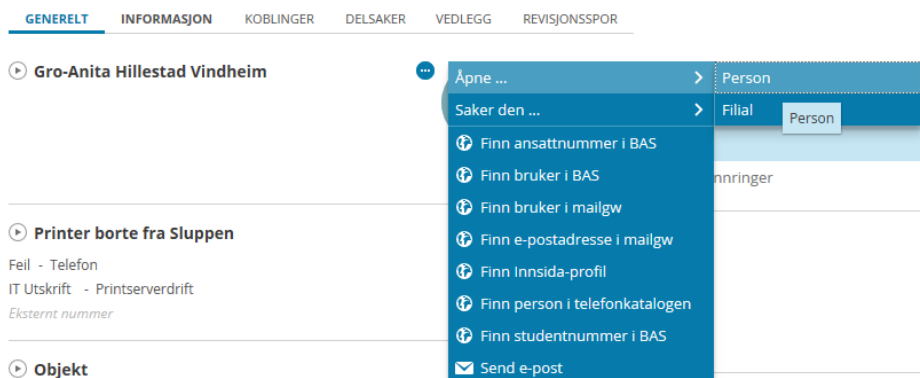 GENERELT INFORMASJON KOBLINGER DELSAKER VEDLEGG REVISJONSSPOR
Gro-Anita Hillestad Vindheim
Åpne ...
Person
Saker den ...
Filial
Person
Finn ansattnummer i BAS
Finn bruker i BAS
nnringer
Finn bruker i mailgw
Finn e-postadresse i mailgw
Finn Innsida-profil
Finn person i telefonkatalogen
Finn studentnummer i BAS
Send e-post
Printer borte fra Sluppen
Feil - Telefon
IT Utskrift - Printserverdrift
Eksternt nummer
Objekt